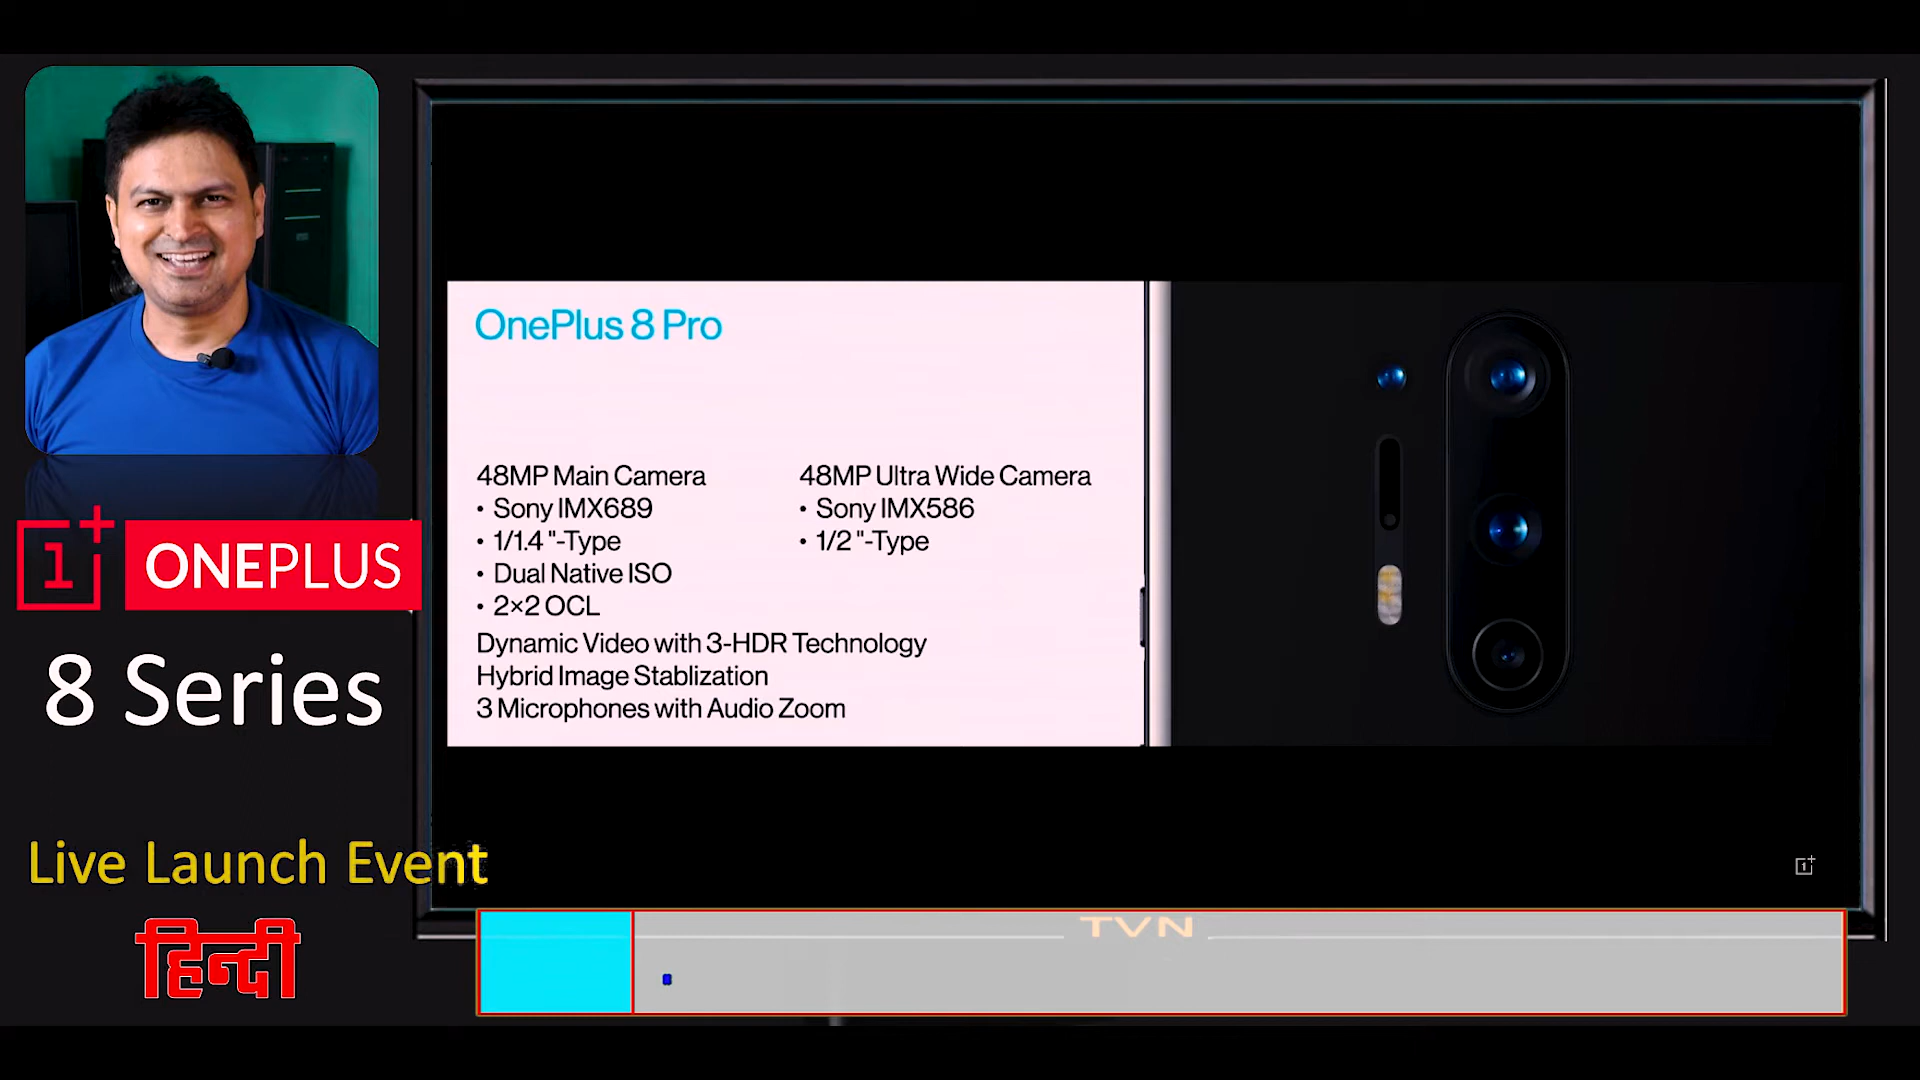 OnePlus 8 Pro
48MP Main Camera
• Sony IMX689
• 1/1.4 "-Type
• Dual Native ISO
• 2×2 OCL
48MP Ultra Wide Camera
• Sony IMX586
• 1/2 "-Type
Dynamic Video with 3-HDR Technology
Hybrid Image Stablization
3 Microphones with Audio Zoom
1+ ONEPLUS
8 Series
Live Launch Event
हिन्दी
TVN